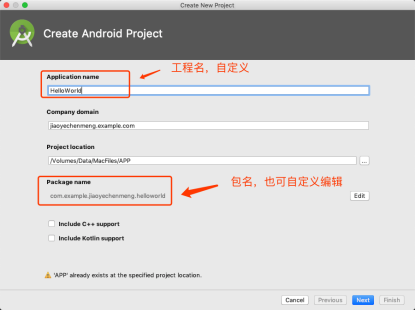 Create New Project
Create Android Project
Application name
工程名，自定义
HelloWorld
Company domain
jiaoyechenmeng.example.com
Project location
/Volumes/Data/MacFiles/APP
...
Package name
包名，也可自定义编辑
com.example.jiaoyechenmeng.helloworld
Edit
Include C++ support
Include Kotlin support
'APP' already exists at the specified project location.
Cancel
Previous
Next
Finish